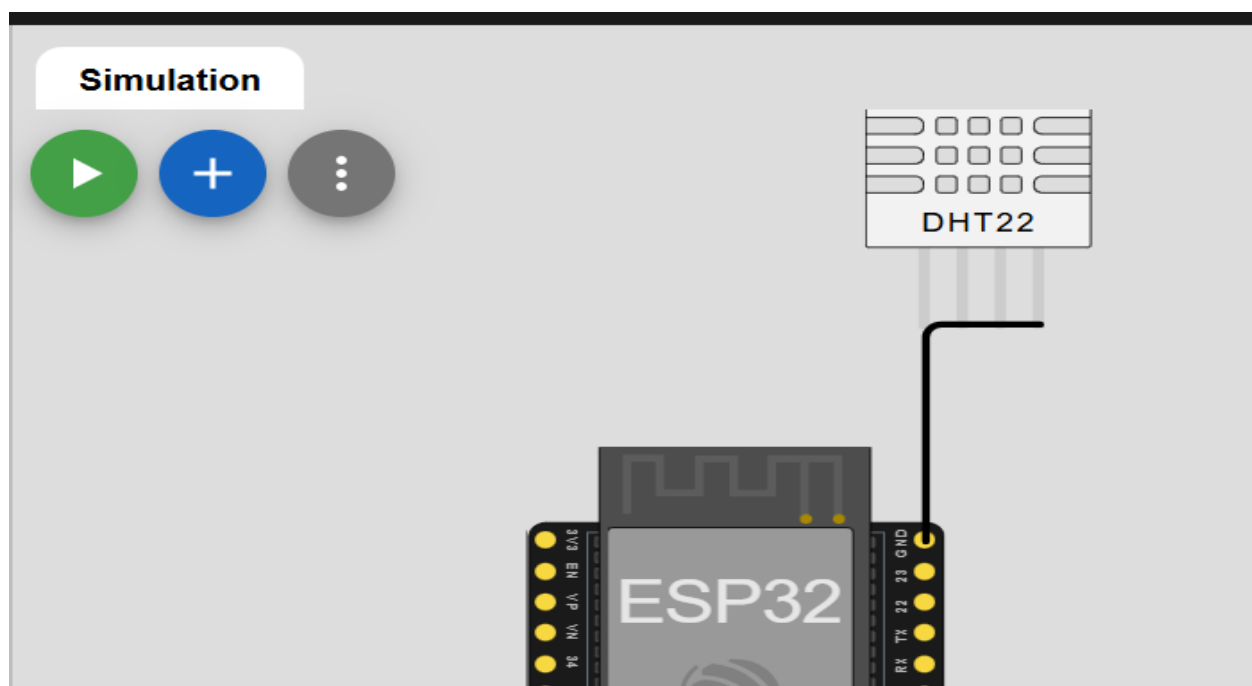 Simulation
DHT22
ESP32
3V3
EN
VP
VN
34
GND
23
22
TX
RX